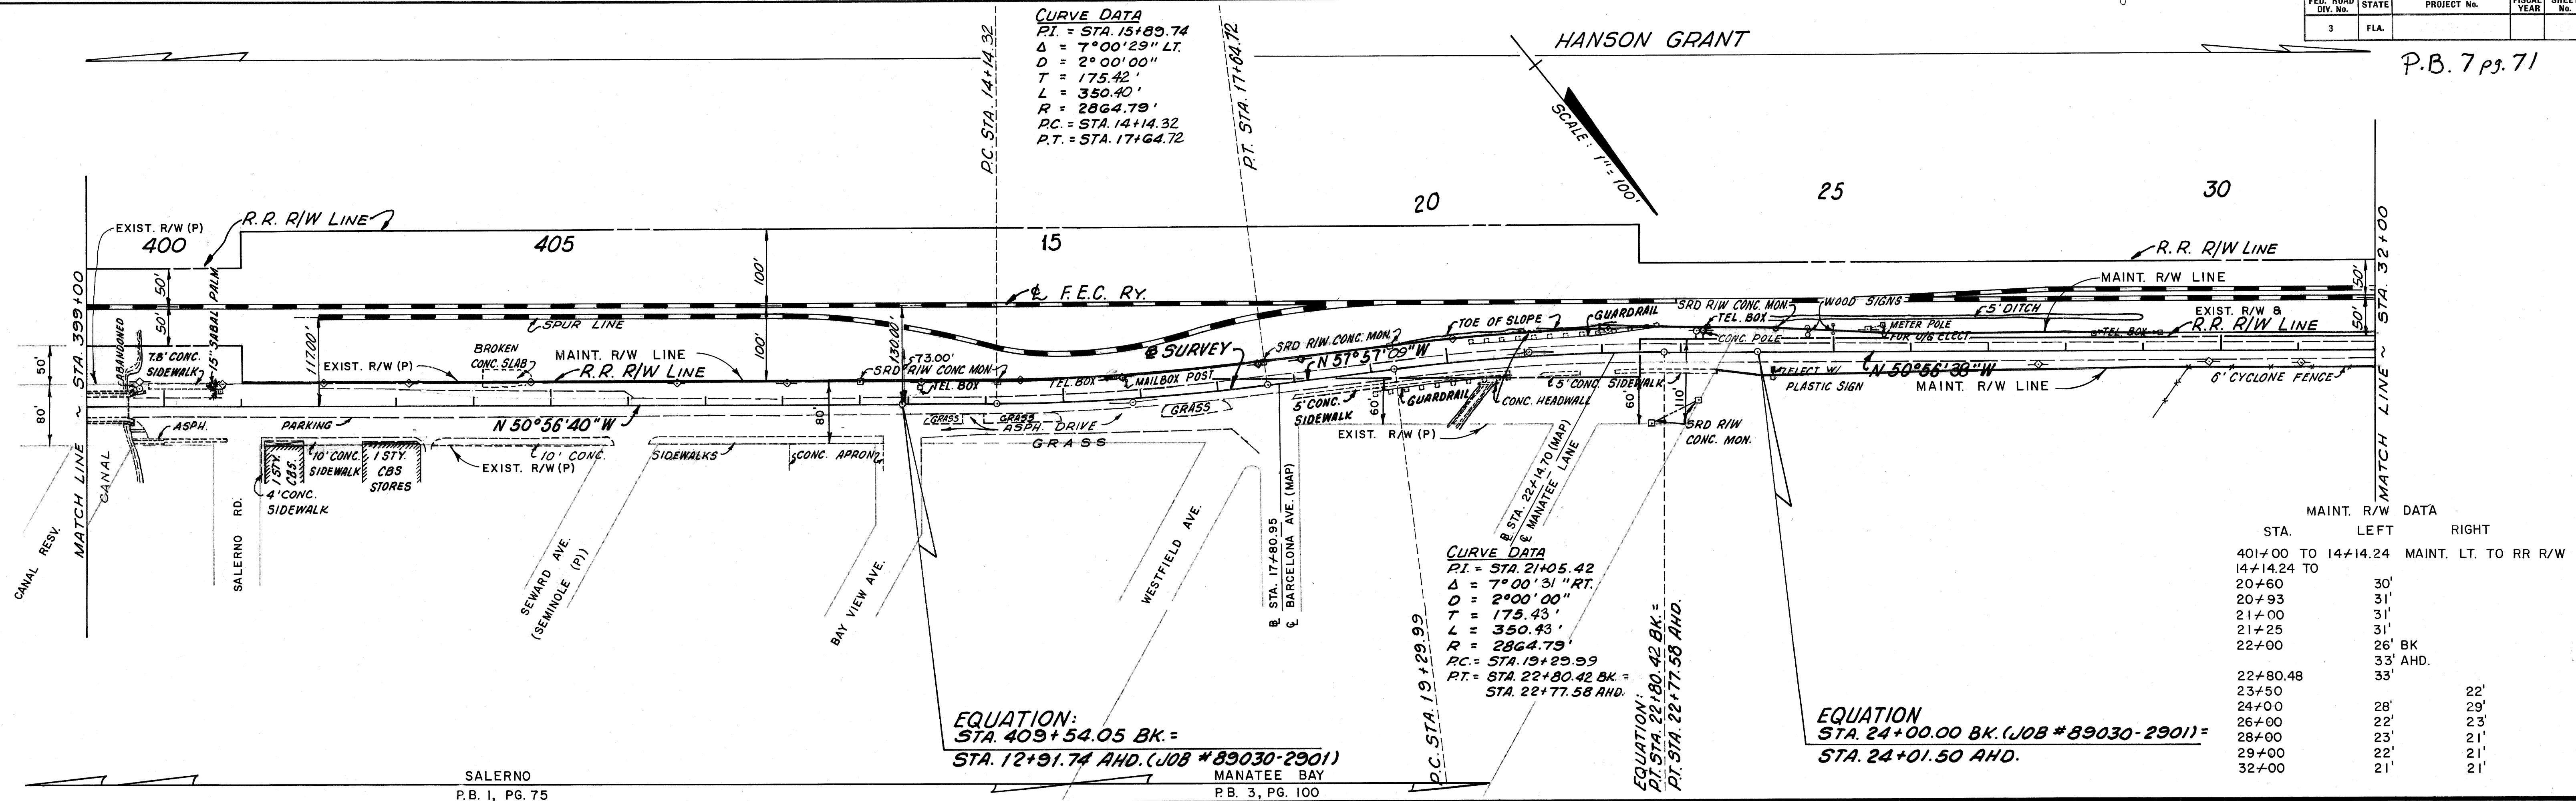 FED. ROAD DIV. No.
STATE
PROJECT No.
FISCAL YEAR
SHEET No.
3
FLA.
P.B. 7 pg. 71
HANSON GRANT
CURVE DATA
P.I. = STA. 15+89.74
Δ = 7°00'29" LT.
D = 2°00'00"
T = 175.42'
L = 350.40'
R = 2864.79'
P.C. = STA. 14+14.32
P.T. = STA. 17+64.72
P.C. STA. 14+14.32
P.T. STA. 17+64.72
SCALE: 1"=100'
400
405
15
20
25
30
EXIST. R/W (P)
R.R. R/W LINE
R.R. R/W LINE
MATCH LINE ~ STA. 399+00
MATCH LINE ~ STA. 32+00
50'
50'
15" SABAL PALM
100'
100'
50'
50'
℄ F.E.C. RY.
MAINT. R/W LINE
SRD R/W CONC. MON.
WOOD SIGNS
5' DITCH
EXIST. R/W &
R.R. R/W LINE
117.00'
℄ SPUR LINE
130.00'
TOE OF SLOPE
GUARDRAIL
TEL. BOX
METER POLE
FOR U/G ELECT.
TEL. BOX
ABANDONED
7.8' CONC.
SIDEWALK
50'
80'
EXIST. R/W (P)
BROKEN
CONC. SLAB
MAINT. R/W LINE
R.R. R/W LINE
73.00'
SRD R/W CONC MON
TEL. BOX
TEL. BOX
MAILBOX POST
℄ SURVEY
SRD R/W CONC. MON.
N 57°57'09" W
CONC. POLE
N 50°56'38" W
ELECT W/
PLASTIC SIGN
MAINT. R/W LINE
6' CYCLONE FENCE
ASPH.
PARKING
N 50°56'40" W
80'
GRASS
GRASS
ASPH. DRIVE
GRASS
GRASS
5' CONC.
SIDEWALK
60'
GUARDRAIL
CONC. HEADWALL
5' CONC. SIDEWALK
60'
110'
EXIST. R/W (P)
SRD R/W
CONC. MON.
CANAL
CANAL RESV.
1 STY.
CBS.
10' CONC.
SIDEWALK
1 STY.
CBS
STORES
EXIST. R/W (P)
10' CONC.
SIDEWALKS
CONC. APRON
4' CONC.
SIDEWALK
SALERNO RD.
SEWARD AVE.
(SEMINOLE (P))
BAY VIEW AVE.
WESTFIELD AVE.
STA. 17+80.95
℄ BARCELONA AVE. (MAP)
STA. 22+14.70 (MAP)
℄ MANATEE LANE
CURVE DATA
P.I. = STA. 21+05.42
Δ = 7°00'31" RT.
D = 2°00'00"
T = 175.43'
L = 350.43'
R = 2864.79'
P.C. = STA. 19+29.99
P.T. = STA. 22+80.42 BK =
STA. 22+77.58 AHD.
P.C. STA. 19+29.99
EQUATION:
P.T. STA. 22+80.42 BK. =
P.T. STA. 22+77.58 AHD.
EQUATION:
STA. 409+54.05 BK. =
STA. 12+91.74 AHD. (JOB #89030-2901)
EQUATION
STA. 24+00.00 BK. (JOB #89030-2901) =
STA. 24+01.50 AHD.
MAINT. R/W DATA
STA. LEFT RIGHT
401+00 TO 14+14.24 MAINT. LT. TO RR R/W
14+14.24 TO
20+60 30'
20+93 31'
21+00 31'
21+25 31'
22+00 26' BK
33' AHD.
22+80.48 33'
23+50 22'
24+00 28' 29'
26+00 22' 23'
28+00 23' 21'
29+00 22' 21'
32+00 21' 21'
SALERNO
P.B. 1, PG. 75
MANATEE BAY
P.B. 3, PG. 100